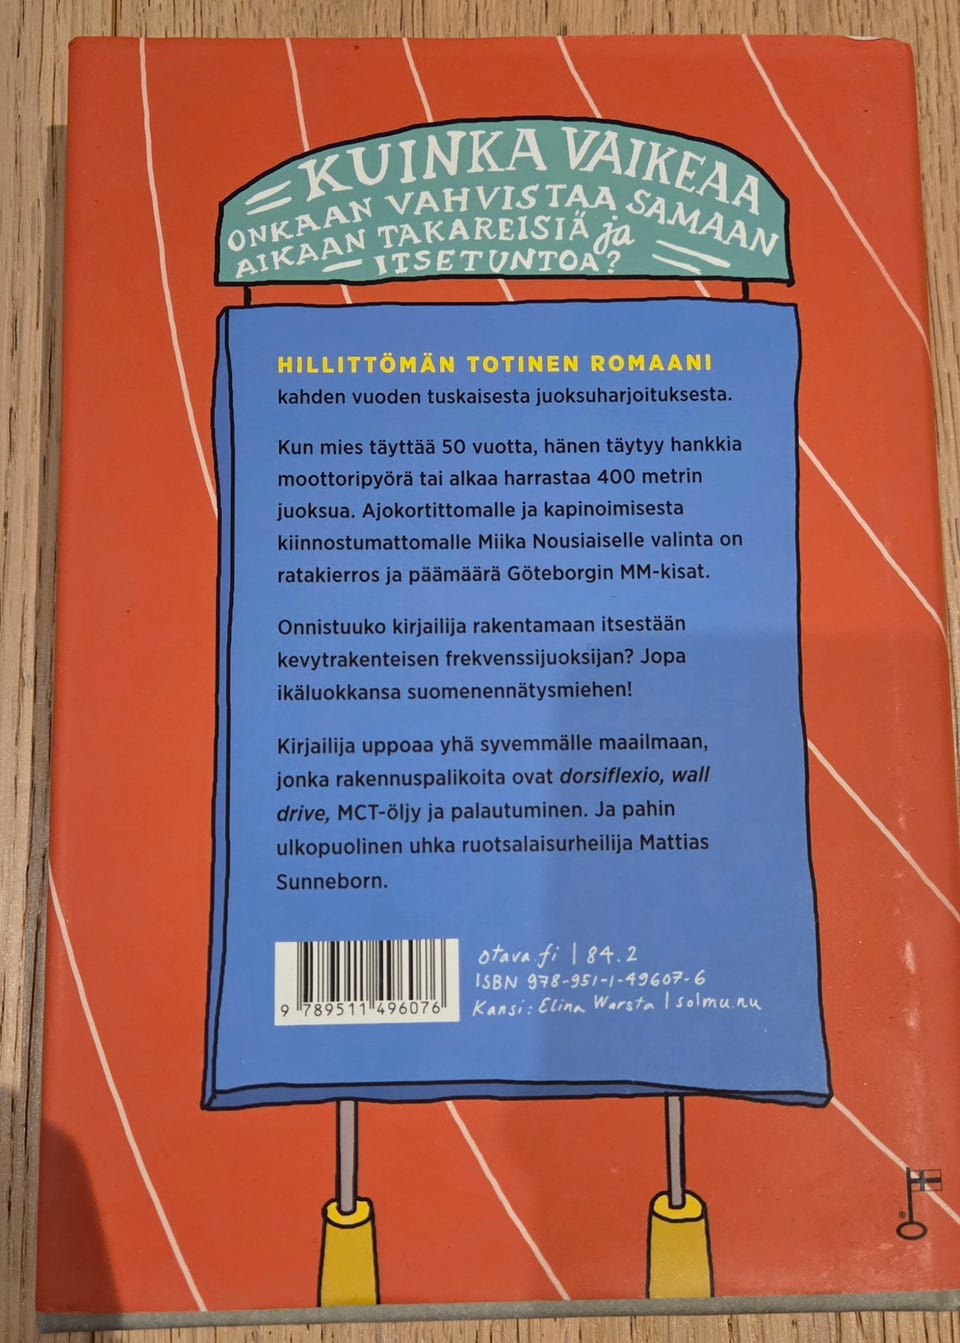 KUINKA VAIKEAA
ONKAAN VAHVISTAA SAMAAN
AIKAAN TAKAREISIÄ ja
ITSETUNTOA?
HILLITTÖMÄN TOTINEN ROMAANI
kahden vuoden tuskaisesta juoksuharjoituksesta.
Kun mies täyttää 50 vuotta, hänen täytyy hankkia
moottoripyörä tai alkaa harrastaa 400 metrin
juoksua. Ajokortittomalle ja kapinoimisesta
kiinnostumattomalle Miika Nousiaiselle valinta on
ratakierros ja päämäärä Göteborgin MM-kisat.
Onnistuuko kirjailija rakentamaan itsestään
kevytrakenteisen frekvenssijuoksijan? Jopa
ikäluokkansa suomenennätysmiehen!
Kirjailija uppoaa yhä syvemmälle maailmaan,
jonka rakennuspalikoita ovat dorsiflexio, wall
drive, MCT-öljy ja palautuminen. Ja pahin
ulkopuolinen uhka ruotsalaisurheilija Mattias
Sunneborn.
otava.fi | 84.2
ISBN 978-951-1-49607-6
Kansi: Elina Warsta | solmu.nu
9 789511 496076
®